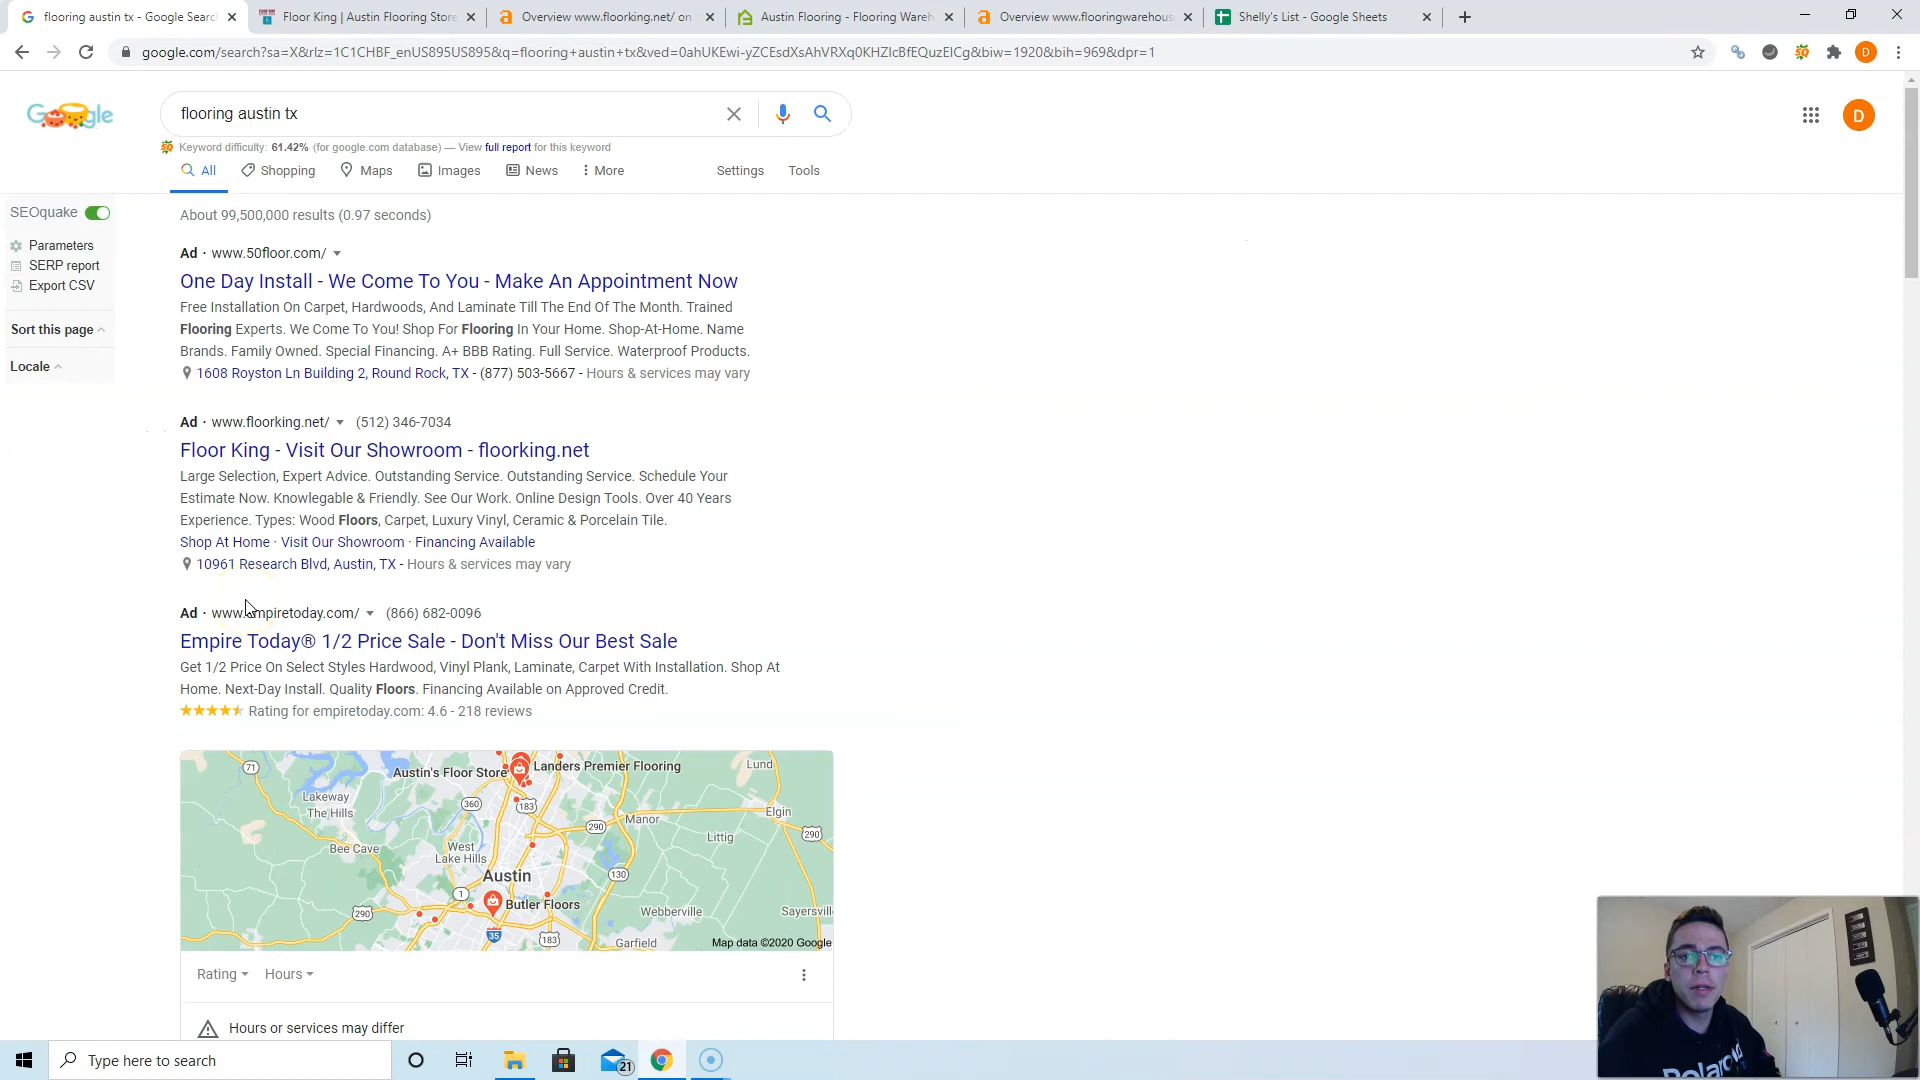 flooring austin tx - Google Search
Floor King | Austin Flooring Store
Overview www.floorking.net/ on
Austin Flooring - Flooring Wareh
Overview www.flooringwarehous
Shelly's List - Google Sheets
google.com/search?sa=X&rlz=1C1CHBF_enUS895US895&q=flooring+austin+tx&ved=0ahUKEwi-yZCEsdXsAhVRXq0KHZIcBfEQuzEICg&biw=1920&bih=969&dpr=1
D
Google
flooring austin tx
D
Keyword difficulty: 61.42% (for google.com database) — View full report for this keyword
All
Shopping
Maps
Images
News
More
Settings
Tools
SEOquake
Parameters
SERP report
Export CSV
Sort this page
Locale
About 99,500,000 results (0.97 seconds)
Ad · www.50floor.com/
One Day Install - We Come To You - Make An Appointment Now
Free Installation On Carpet, Hardwoods, And Laminate Till The End Of The Month. Trained
Flooring Experts. We Come To You! Shop For Flooring In Your Home. Shop-At-Home. Name
Brands. Family Owned. Special Financing. A+ BBB Rating. Full Service. Waterproof Products.
1608 Royston Ln Building 2, Round Rock, TX - (877) 503-5667 - Hours & services may vary
Ad · www.floorking.net/ (512) 346-7034
Floor King - Visit Our Showroom - floorking.net
Large Selection, Expert Advice. Outstanding Service. Outstanding Service. Schedule Your
Estimate Now. Knowlegable & Friendly. See Our Work. Online Design Tools. Over 40 Years
Experience. Types: Wood Floors, Carpet, Luxury Vinyl, Ceramic & Porcelain Tile.
Shop At Home · Visit Our Showroom · Financing Available
10961 Research Blvd, Austin, TX - Hours & services may vary
Ad · www.empiretoday.com/ (866) 682-0096
Empire Today® 1/2 Price Sale - Don't Miss Our Best Sale
Get 1/2 Price On Select Styles Hardwood, Vinyl Plank, Laminate, Carpet With Installation. Shop At
Home. Next-Day Install. Quality Floors. Financing Available on Approved Credit.
Rating for empiretoday.com: 4.6 - 218 reviews
71
Lakeway
The Hills
Bee Cave
360
West
Lake Hills
Austin's Floor Store
Landers Premier Flooring
183
290
Manor
Lund
Elgin
290
Littig
Austin
130
1
Butler Floors
290
35
183
Webberville
Garfield
Sayersvill
Map data ©2020 Google
Rating
Hours
Hours or services may differ
Type here to search
21
Polaro